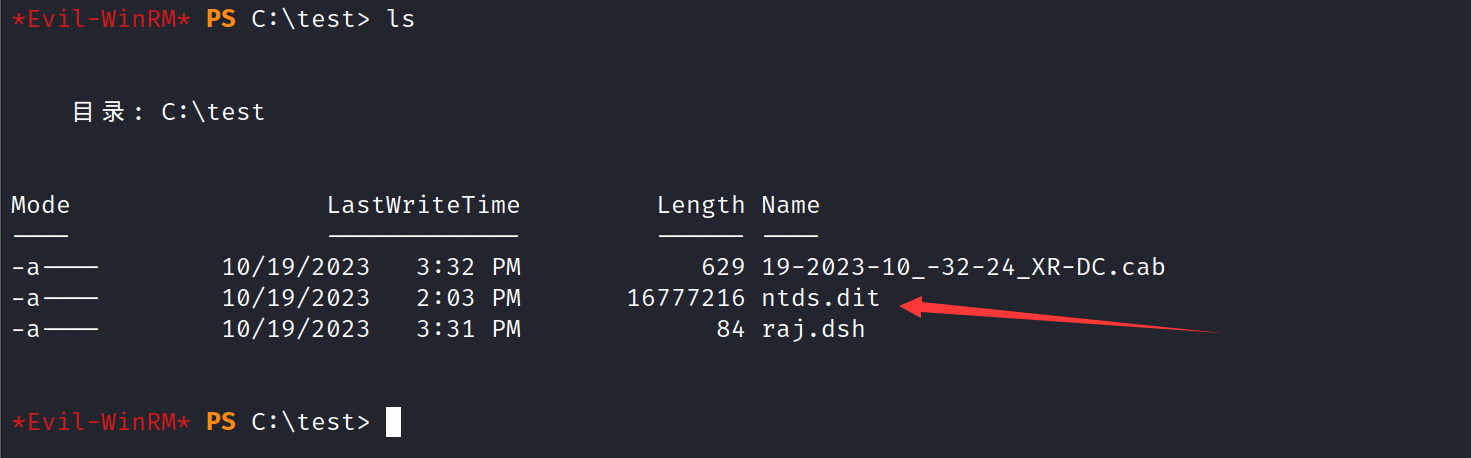 *Evil-WinRM* PS C:\test> ls
目录: C:\test
Mode LastWriteTime Length Name
---- ------------- ------ ----
-a---- 10/19/2023 3:32 PM 629 19-2023-10_-32-24_XR-DC.cab
-a---- 10/19/2023 2:03 PM 16777216 ntds.dit
-a---- 10/19/2023 3:31 PM 84 raj.dsh
*Evil-WinRM* PS C:\test>